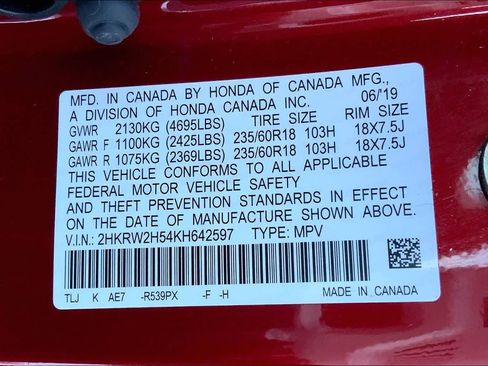 MFD. IN CANADA BY HONDA OF CANADA MFG.,
A DIVISION OF HONDA CANADA INC. 06/'19
GVWR 2130KG (4695LBS) TIRE SIZE RIM SIZE
GAWR F 1100KG (2425LBS) 235/60R18 103H 18X7.5J
GAWR R 1075KG (2369LBS) 235/60R18 103H 18X7.5J
THIS VEHICLE CONFORMS TO ALL APPLICABLE
FEDERAL MOTOR VEHICLE SAFETY
AND THEFT PREVENTION STANDARDS IN EFFECT
ON THE DATE OF MANUFACTURE SHOWN ABOVE.
V.I.N.: 2HKRW2H54KH642597 TYPE: MPV
TLJ K AE7 -R539PX -F -H MADE IN CANADA